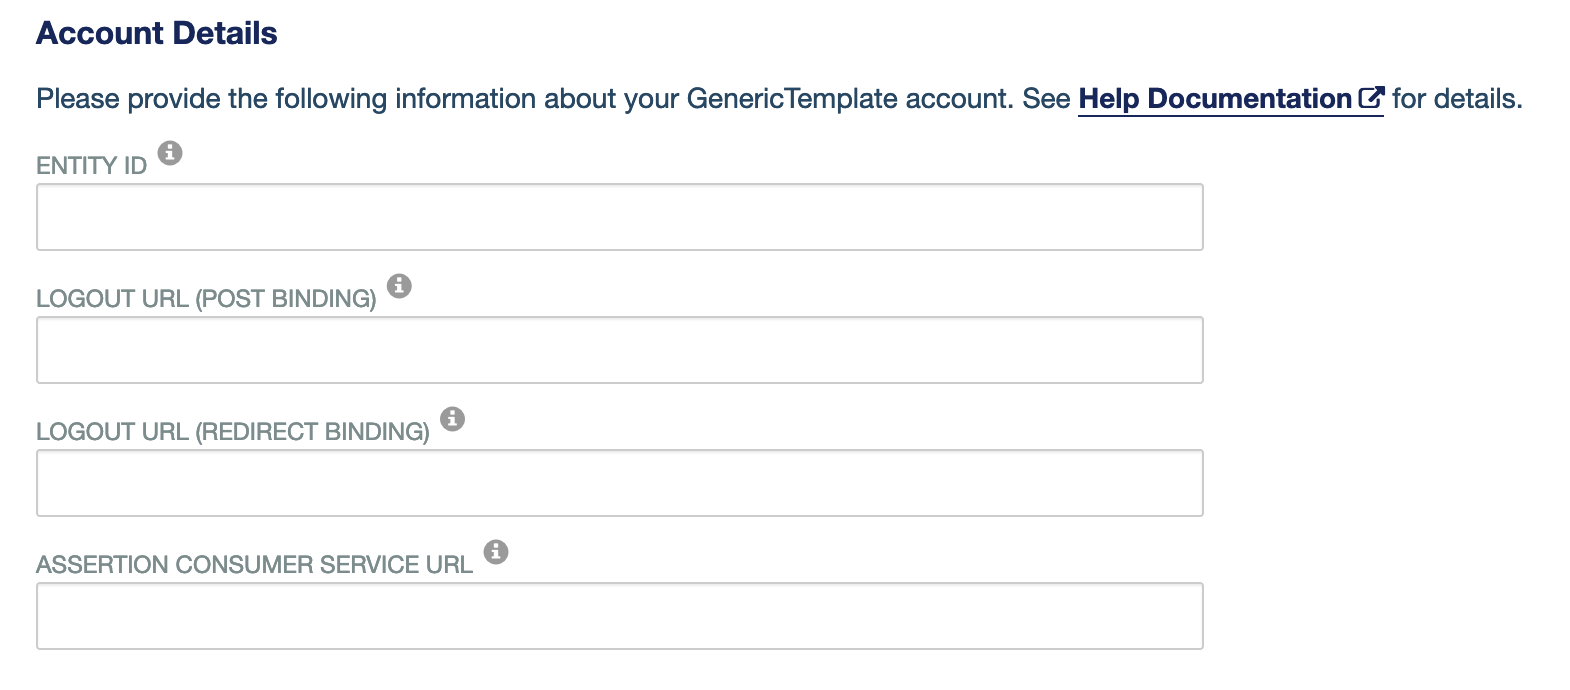 Account Details
Please provide the following information about your GenericTemplate account. See Help Documentation for details.
ENTITY ID
LOGOUT URL (POST BINDING)
LOGOUT URL (REDIRECT BINDING)
ASSERTION CONSUMER SERVICE URL